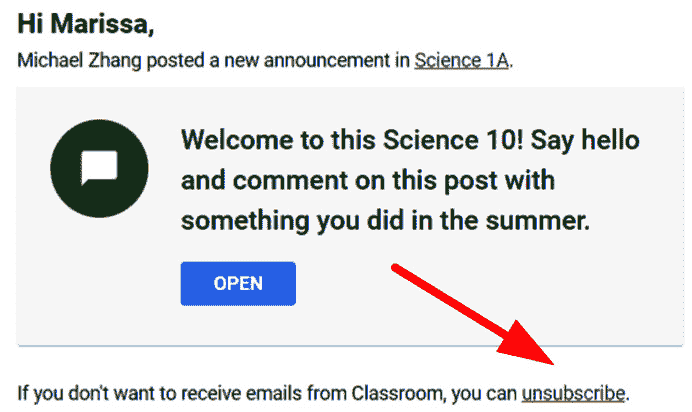 Hi Marissa,
Michael Zhang posted a new announcement in Science 1A.
Welcome to this Science 10! Say hello
and comment on this post with
something you did in the summer.
OPEN
If you don't want to receive emails from Classroom, you can unsubscribe.